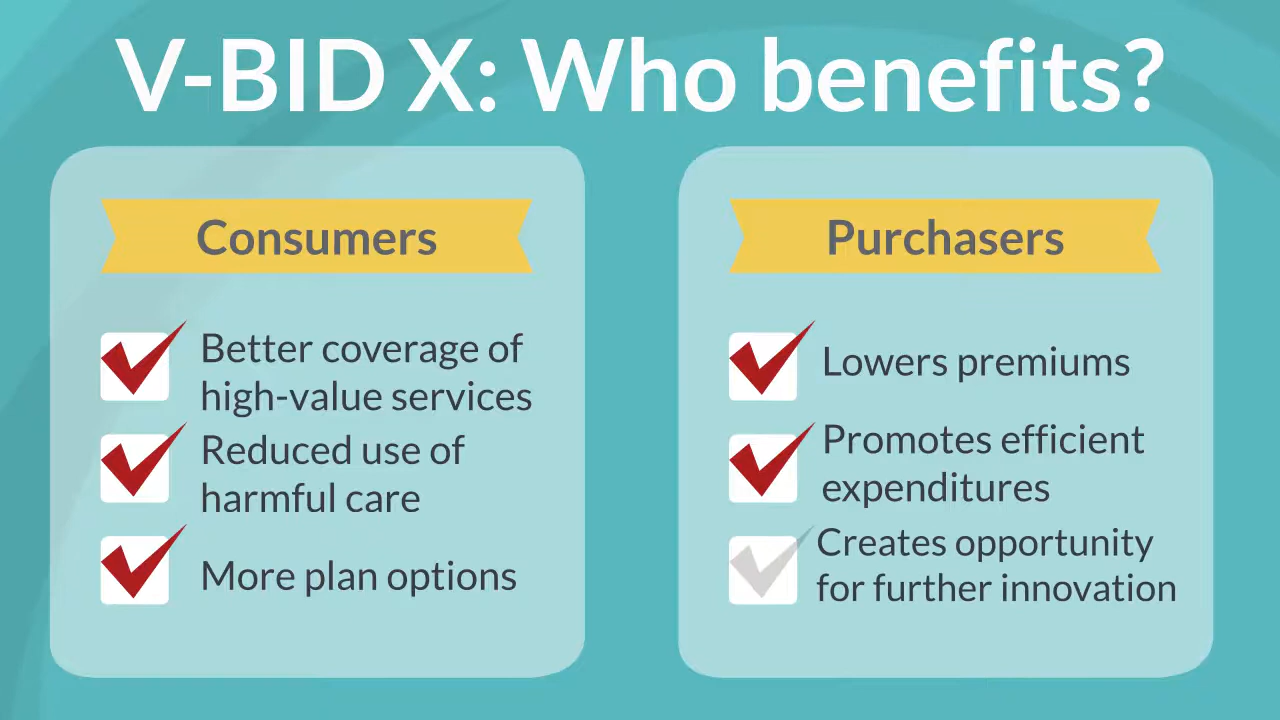 V-BID X: Who benefits?
Consumers
Better coverage of
high-value services
Reduced use of
harmful care
More plan options
Purchasers
Lowers premiums
Promotes efficient
expenditures
Creates opportunity
for further innovation